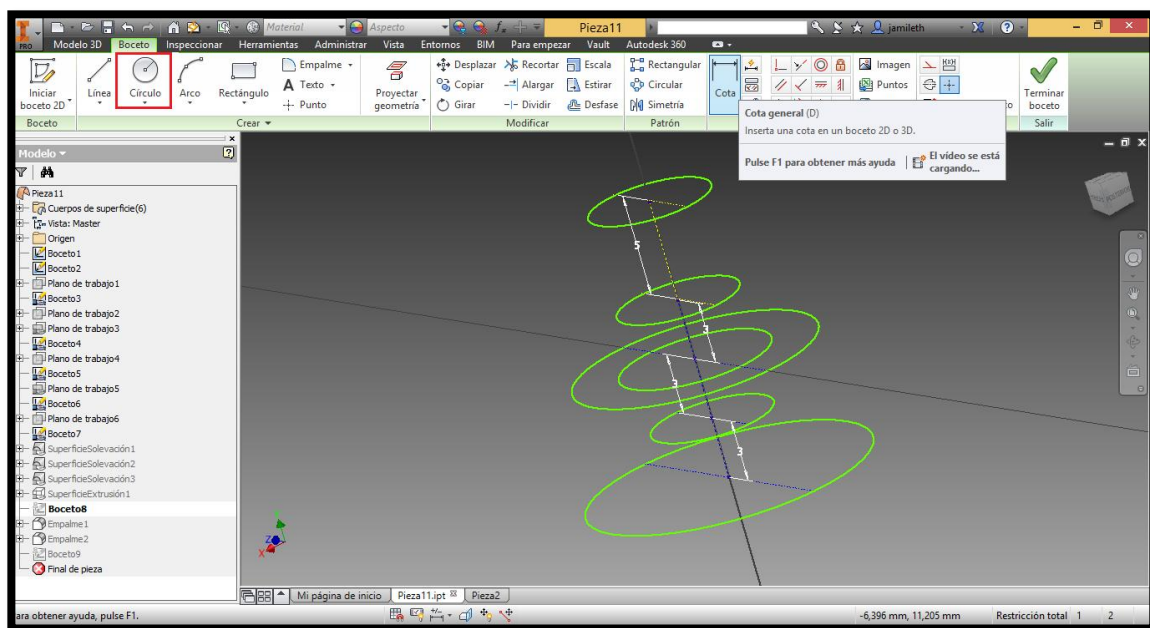 Material Aspecto fx Pieza11 jamileth
PRO Modelo 3D Boceto Inspeccionar Herramientas Administrar Vista Entornos BIM Para empezar Vault Autodesk 360
Iniciar boceto 2D
Línea
Círculo
Arco
Rectángulo
Empalme
Texto
Punto
Proyectar geometría
Desplazar Recortar Escala
Copiar Alargar Estirar
Girar Dividir Desfase
Rectangular
Circular
Simetría
Cota
Imagen
Puntos
Terminar boceto
Boceto Crear Modificar Patrón Salir
Cota general (D)
Inserta una cota en un boceto 2D o 3D.
Pulse F1 para obtener más ayuda
El vídeo se está cargando...
Modelo
Pieza11
Cuerpos de superficie(6)
Vista: Master
Origen
Boceto1
Boceto2
Plano de trabajo1
Boceto3
Plano de trabajo2
Plano de trabajo3
Boceto4
Plano de trabajo4
Boceto5
Plano de trabajo5
Boceto6
Plano de trabajo6
Boceto7
SuperficieSolevación1
SuperficieSolevación2
SuperficieSolevación3
SuperficieExtrusión1
Boceto8
Empalme1
Empalme2
Boceto9
Final de pieza
5
3
3
3
Z
X
Mi página de inicio Pieza11.ipt Pieza2
ara obtener ayuda, pulse F1. -6,396 mm, 11,205 mm Restricción total 1 2